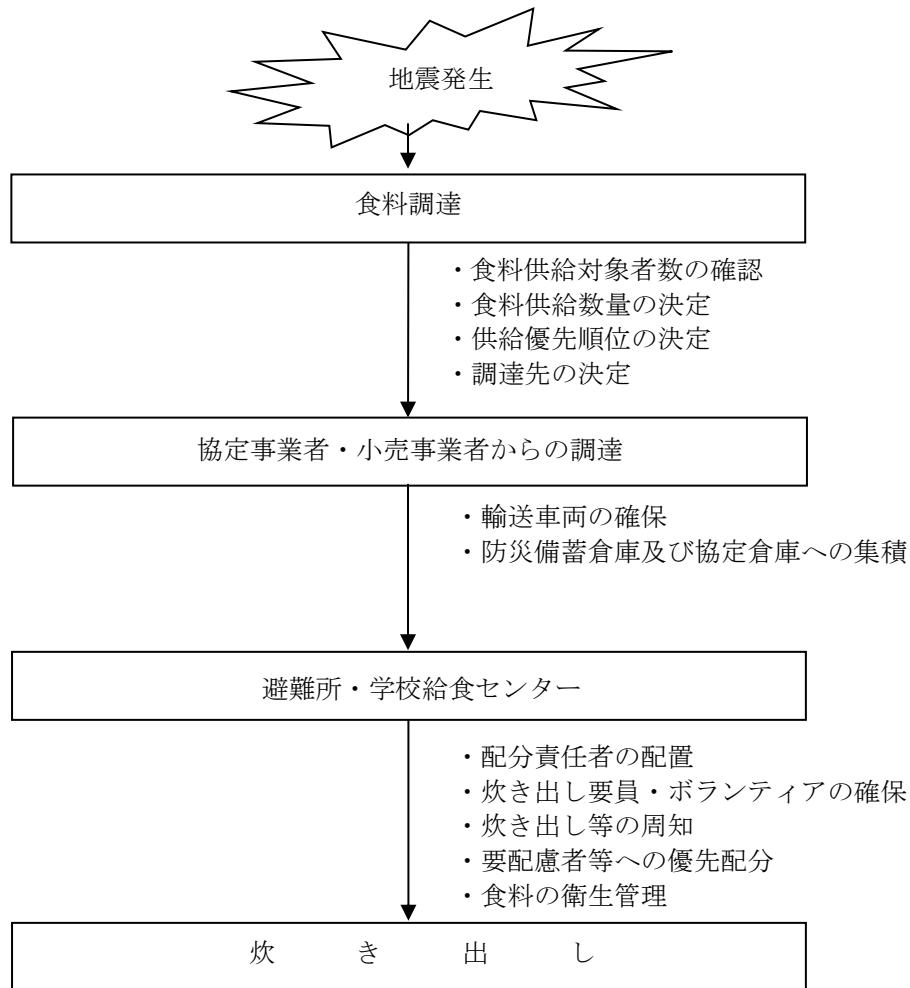 地震発生
食料調達
・食料供給対象者数の確認
・食料供給数量の決定
・供給優先順位の決定
・調達先の決定
協定事業者・小売事業者からの調達
・輸送車両の確保
・防災備蓄倉庫及び協定倉庫への集積
避難所・学校給食センター
・配分責任者の配置
・炊き出し要員・ボランティアの確保
・炊き出し等の周知
・要配慮者等への優先配分
・食料の衛生管理
炊き出し